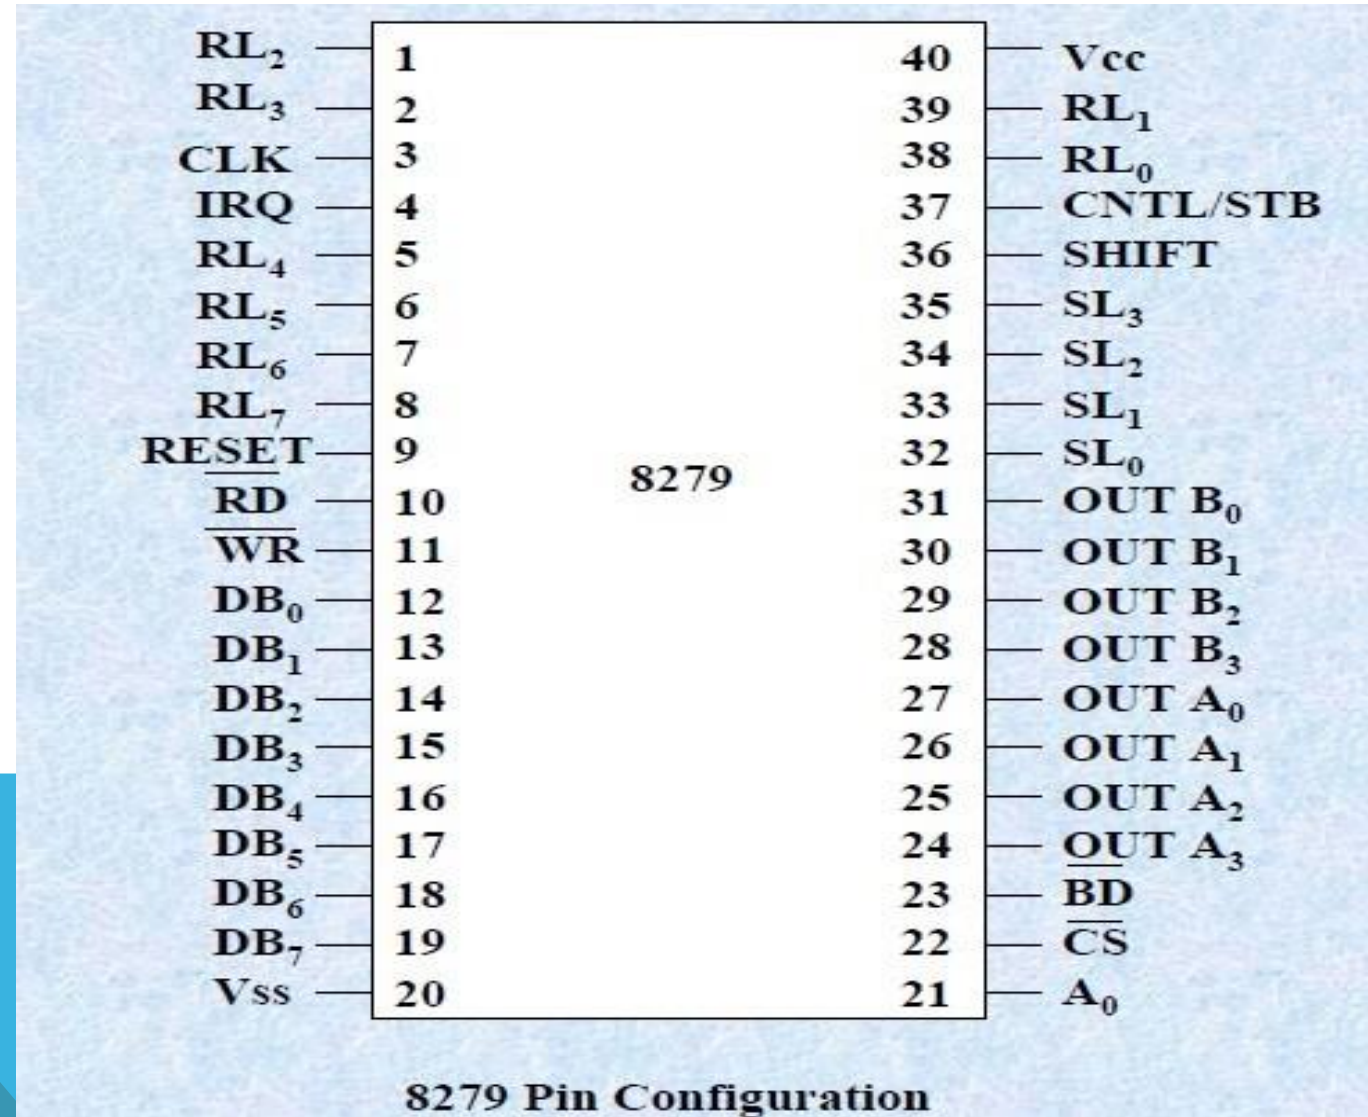 RL₂ 1 40 Vcc
RL₃ 2 39 RL₁
CLK 3 38 RL₀
IRQ 4 37 CNTL/STB
RL₄ 5 36 SHIFT
RL₅ 6 35 SL₃
RL₆ 7 34 SL₂
RL₇ 8 33 SL₁
RESET 9 32 SL₀
8279
R̅D̅ 10 31 OUT B₀
W̅R̅ 11 30 OUT B₁
DB₀ 12 29 OUT B₂
DB₁ 13 28 OUT B₃
DB₂ 14 27 OUT A₀
DB₃ 15 26 OUT A₁
DB₄ 16 25 OUT A₂
DB₅ 17 24 OUT A₃
DB₆ 18 23 B̅D̅
DB₇ 19 22 C̅S̅
Vss 20 21 A₀
8279 Pin Configuration